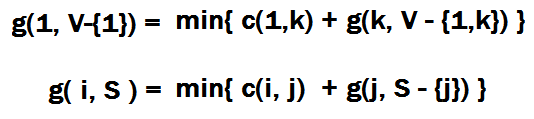 g(1, V-{1}) = min{ c(1,k) + g(k, V - {1,k}) }
g( i, S ) = min{ c(i, j) + g(j, S - {j}) }